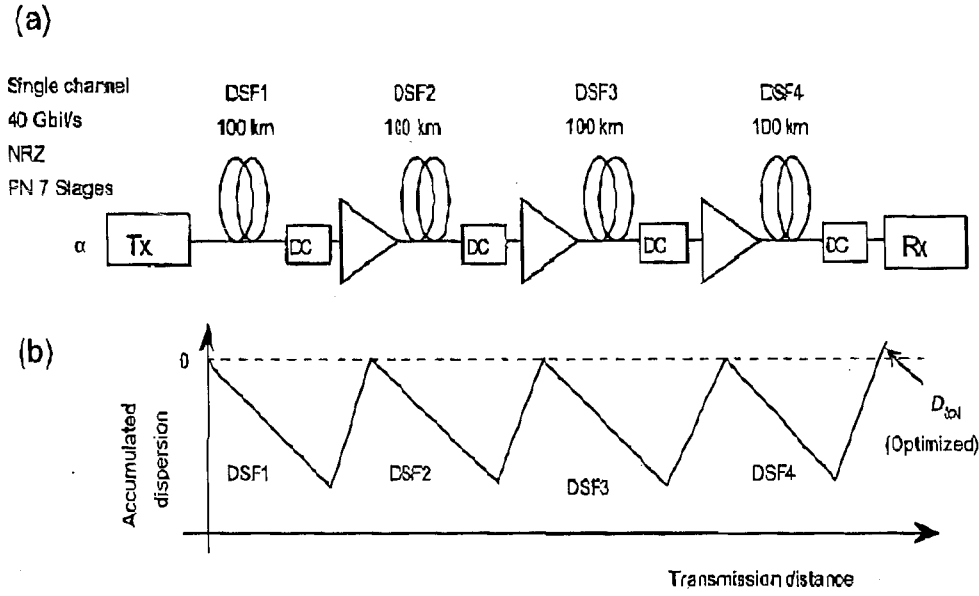 (a)
Single channel
40 Gbit/s
NRZ
PN 7 Stages
DSF1
100 km
DSF2
100 km
DSF3
100 km
DSF4
100 km
α
Tx
DC
DC
DC
DC
Rx
(b)
0
Accumulated
dispersion
DSF1
DSF2
DSF3
DSF4
D tol
(Optimized)
Transmission distance